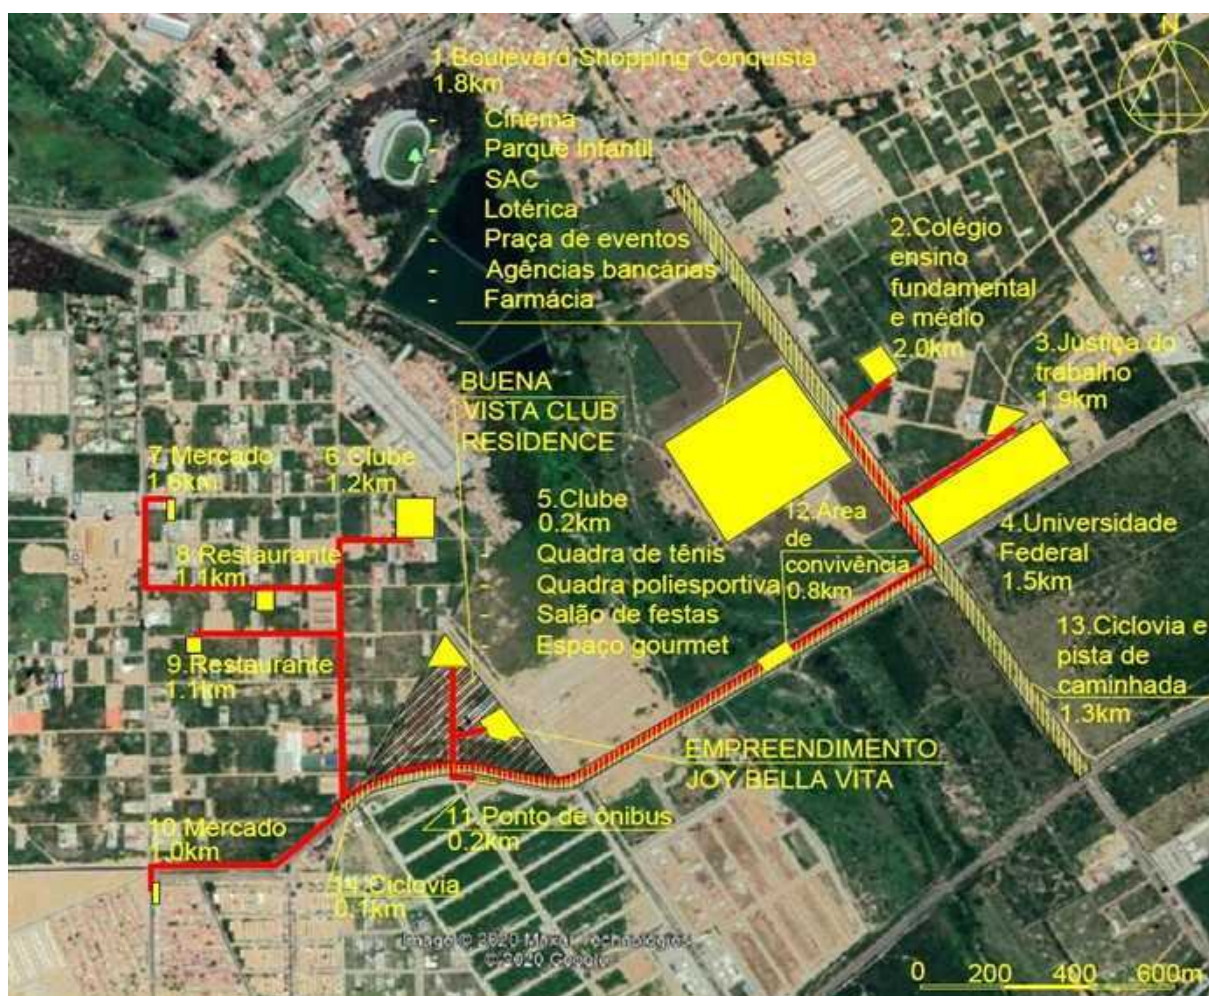 N
1.Boulevard Shopping Conquista
1.8km
- Cinema
- Parque Infantil
- SAC
- Lotérica
- Praça de eventos
- Agências bancárias
- Farmácia
2.Colégio
ensino
fundamental
e médio
2.0km
3.Justiça do
trabalho
1.9km
BUENA
VISTA CLUB
RESIDENCE
7.Mercado
1.6km
6.Clube
1.2km
5.Clube
0.2km
- Quadra de tênis
- Quadra poliesportiva
- Salão de festas
- Espaço gourmet
12.Área
de
convivência
0.8km
4.Universidade
Federal
1.5km
8.Restaurante
1.1km
9.Restaurante
1.1km
13.Ciclovia e
pista de
caminhada
1.3km
EMPREENDIMENTO
JOY BELLA VITA
11.Ponto de ônibus
0.2km
10.Mercado
1.0km
14.Ciclovia
0.1km
Image © 2020 Maxar Technologies
© 2020 Google
0 200 400 600m